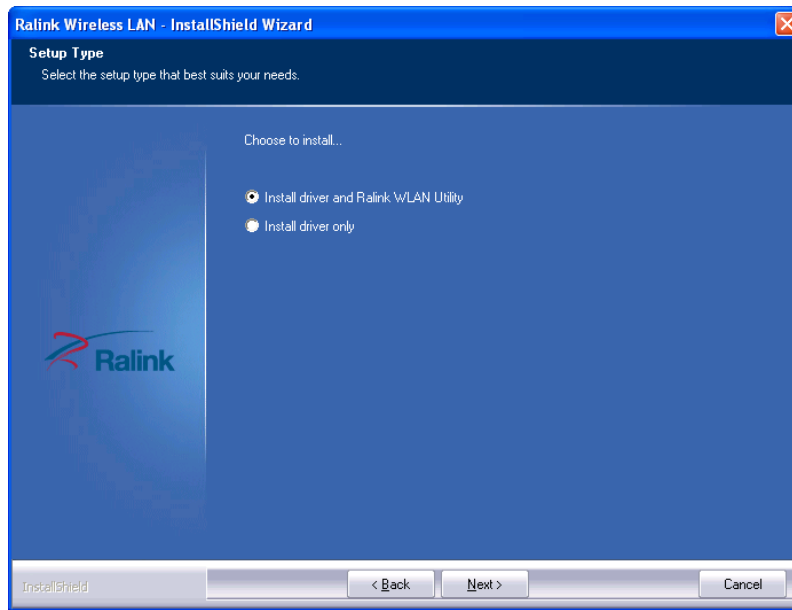 Ralink Wireless LAN - InstallShield Wizard
Setup Type
Select the setup type that best suits your needs.
Choose to install...
Install driver and Ralink WLAN Utility
Install driver only
Ralink
InstallShield
< Back
Next >
Cancel